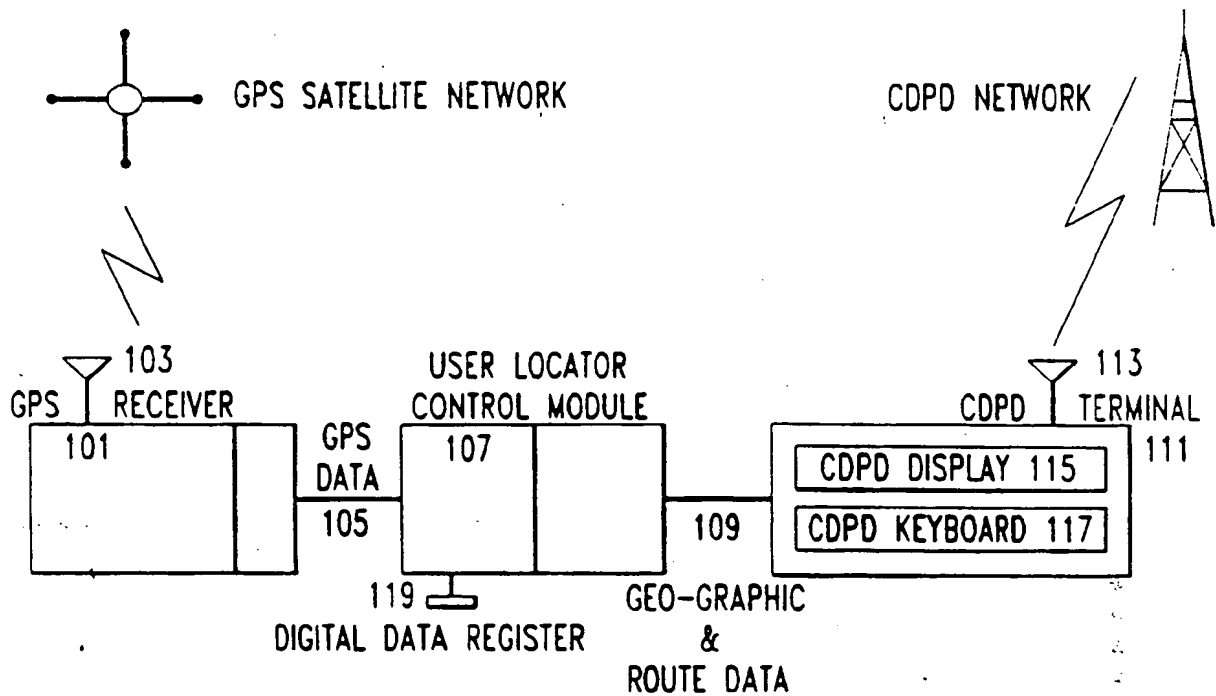 GPS SATELLITE NETWORK
CDPD NETWORK
103
GPS RECEIVER
101
GPS
DATA
105
USER LOCATOR
CONTROL MODULE
107
109
113
CDPD TERMINAL
111
CDPD DISPLAY 115
CDPD KEYBOARD 117
119
DIGITAL DATA REGISTER
GEO-GRAPHIC
&
ROUTE DATA